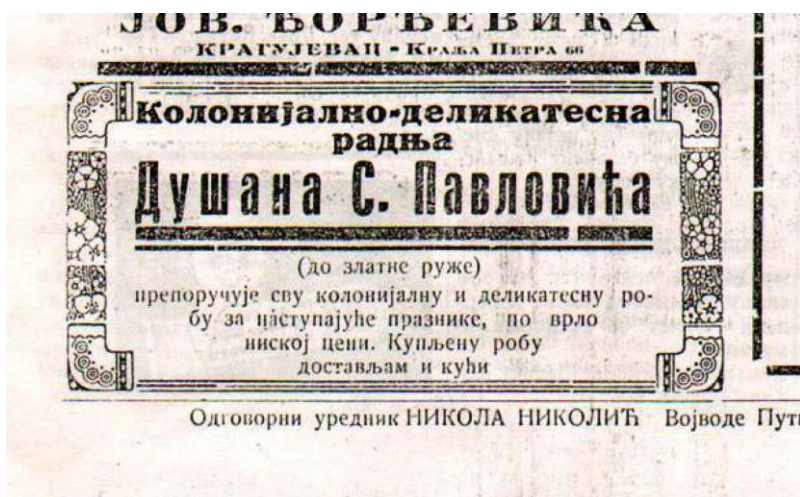 ЈОВ. ЂОРЂЕВИЋА
КРАГУЈЕВАЦ - КРАЉА ПЕТРА 66
Колонијално-деликатесна
радња
Душана С. Павловића
(до златне руже)
препоручује сву колонијалну и деликатесну ро-
бу за наступајуће празнике, по врло
ниској цени. Купљену робу
достављам и кући
Одговорни уредник НИКОЛА НИКОЛИЋ Војводе